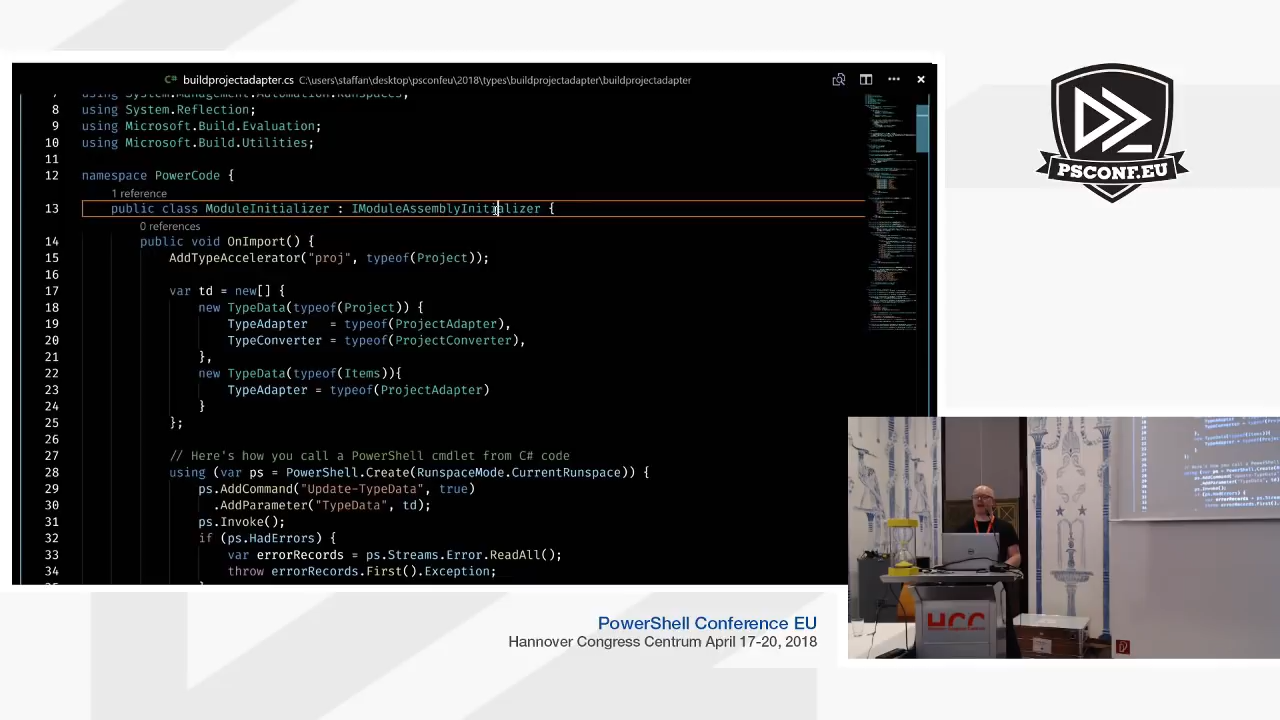 buildprojectadapter.cs C:\users\staffan\desktop\psconfeu\2018\types\buildprojectadapter\buildprojectadapter
7 using System.Management.Automation.Runspaces;
8 using System.Reflection;
9 using Microsoft.Build.Evaluation;
10 using Microsoft.Build.Utilities;
11
12 namespace PowerCode {
1 reference
13 public class ModuleInitializer : IModuleAssemblyInitializer {
0 references
14 public void OnImport() {
15 AddTypeAccelerator("proj", typeof(Project));
16
17 var td = new[] {
18 new TypeData(typeof(Project)) {
19 TypeAdapter = typeof(ProjectAdapter),
20 TypeConverter = typeof(ProjectConverter),
21 },
22 new TypeData(typeof(Items)){
23 TypeAdapter = typeof(ProjectAdapter)
24 }
25 };
26
27 // Here's how you call a PowerShell cmdlet from C# code
28 using (var ps = PowerShell.Create(RunspaceMode.CurrentRunspace)) {
29 ps.AddCommand("Update-TypeData", true)
30 .AddParameter("TypeData", td);
31 ps.Invoke();
32 if (ps.HadErrors) {
33 var errorRecords = ps.Streams.Error.ReadAll();
34 throw errorRecords.First().Exception;
PSCONF.EU
HCC
PowerShell Conference EU
Hannover Congress Centrum April 17-20, 2018